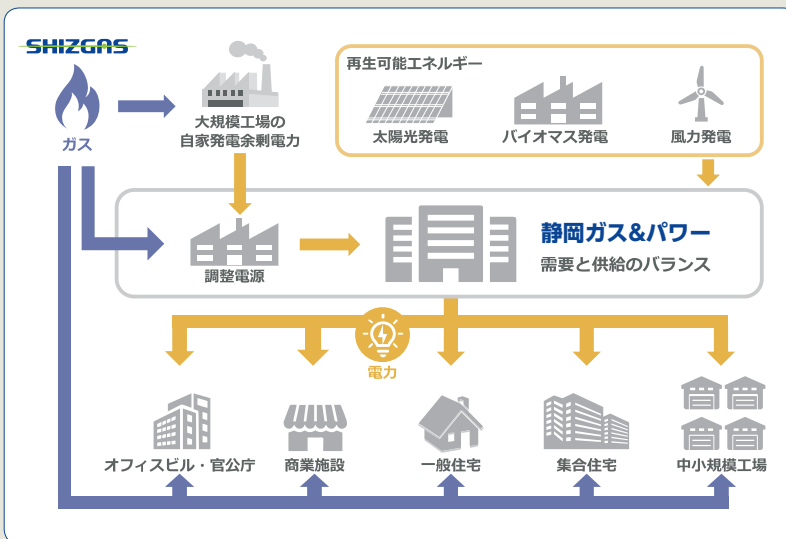 SHIZGAS
ガス
大規模工場の
自家発電余剰電力
再生可能エネルギー
太陽光発電
バイオマス発電
風力発電
調整電源
静岡ガス&パワー
需要と供給のバランス
電力
オフィスビル・官公庁
商業施設
一般住宅
集合住宅
中小規模工場